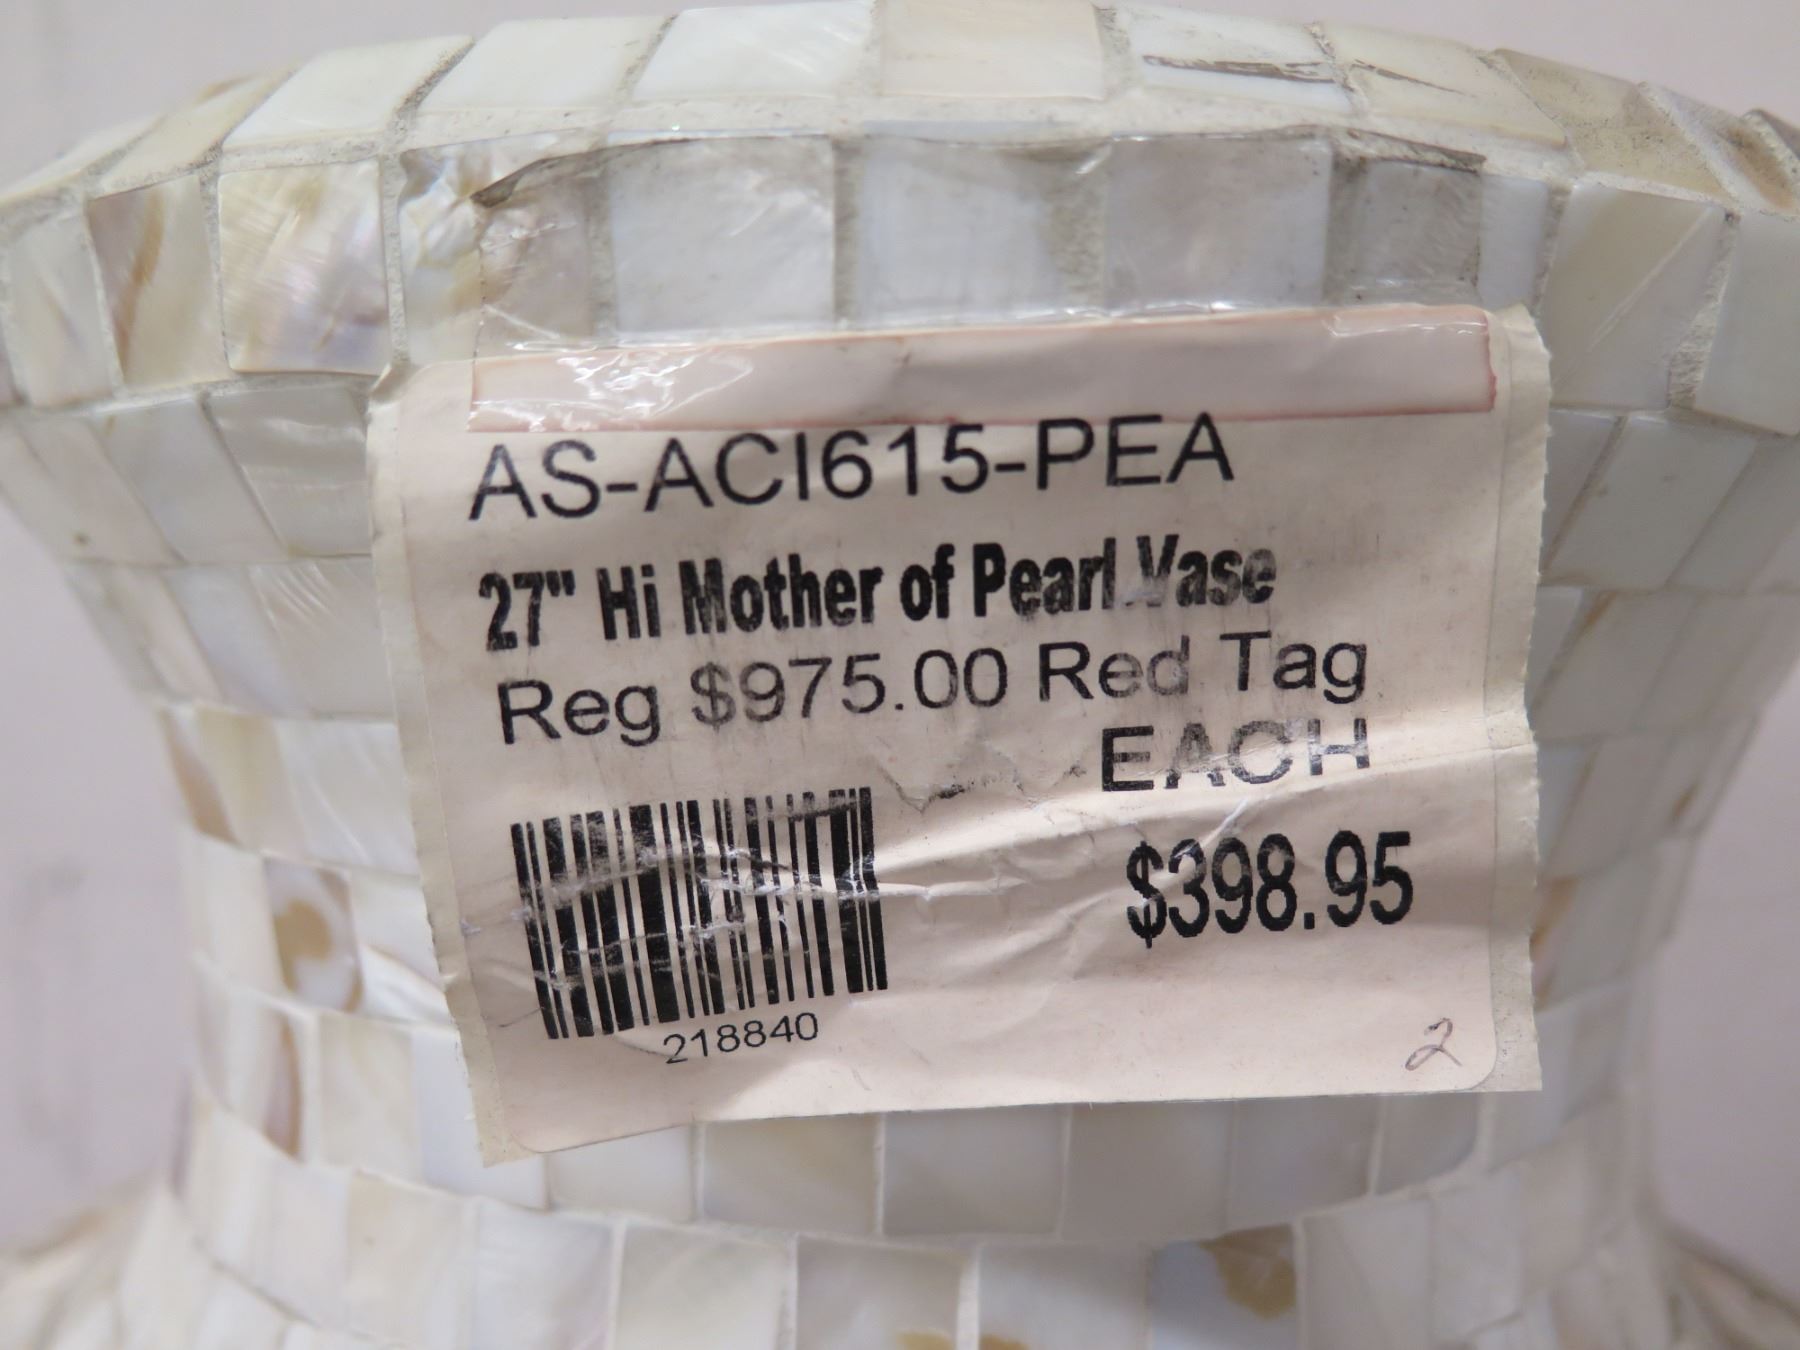 AS-ACI615-PEA
27" Hi Mother of Pearl Vase
Reg $975.00 Red Tag
EACH
$398.95
218840
2